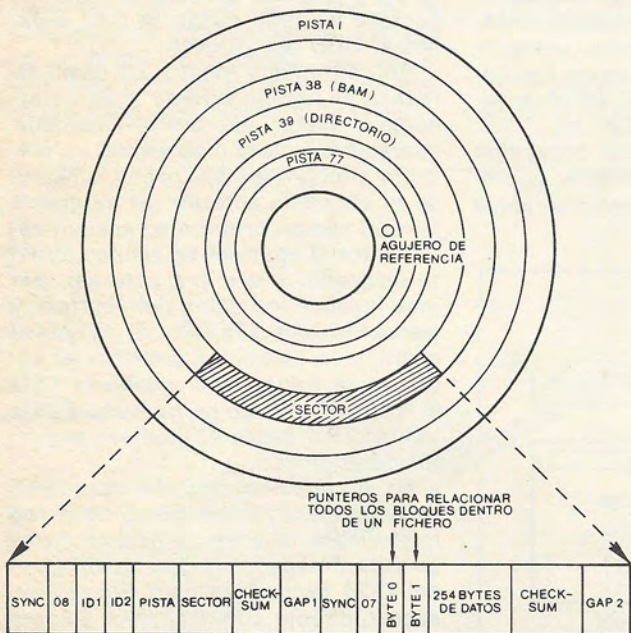 PISTA 1
PISTA 38 (BAM)
PISTA 39 (DIRECTORIO)
PISTA 77
AGUJERO DE
REFERENCIA
SECTOR
PUNTEROS PARA RELACIONAR
TODOS LOS BLOQUES DENTRO
DE UN FICHERO
SYNC 08 ID1 ID2 PISTA SECTOR CHECK-
SUM GAP1 SYNC 07 BYTE 0 BYTE 1 254 BYTES
DE DATOS CHECK-
SUM GAP 2